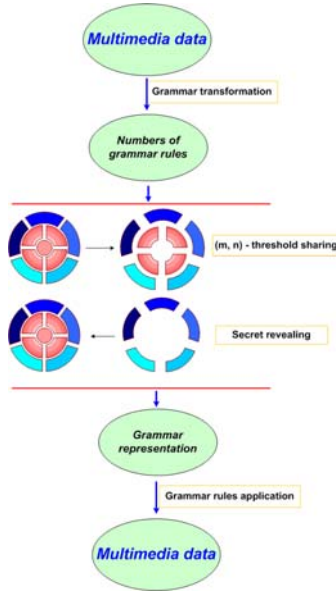 Multimedia data
Grammar transformation
Numbers of
grammar rules
(m, n) - threshold sharing
Secret revealing
Grammar
representation
Grammar rules application
Multimedia data